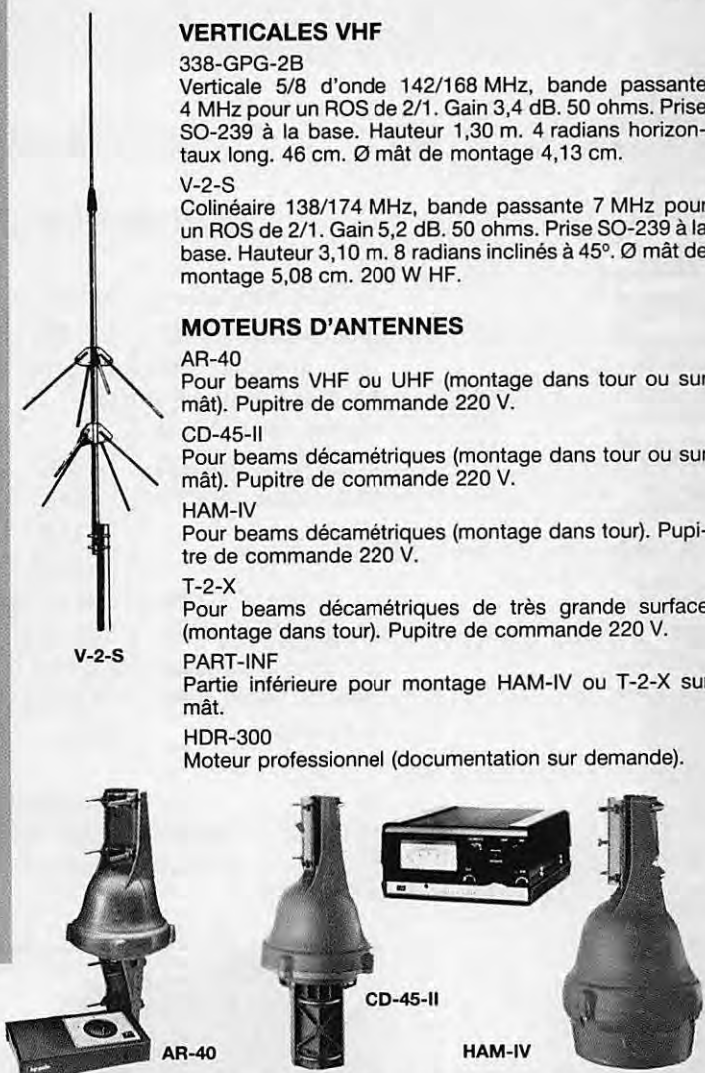 VERTICALES VHF
338-GPG-2B
Verticale 5/8 d'onde 142/168 MHz, bande passante
4 MHz pour un ROS de 2/1. Gain 3,4 dB. 50 ohms. Prise
SO-239 à la base. Hauteur 1,30 m. 4 radians horizon-
taux long. 46 cm. Ø mât de montage 4,13 cm.
V-2-S
Colinéaire 138/174 MHz, bande passante 7 MHz pour
un ROS de 2/1. Gain 5,2 dB. 50 ohms. Prise SO-239 à la
base. Hauteur 3,10 m. 8 radians inclinés à 45º. Ø mât de
montage 5,08 cm. 200 W HF.
MOTEURS D'ANTENNES
AR-40
Pour beams VHF ou UHF (montage dans tour ou sur
mât). Pupitre de commande 220 V.
CD-45-II
Pour beams décamétriques (montage dans tour ou sur
mât). Pupitre de commande 220 V.
HAM-IV
Pour beams décamétriques (montage dans tour). Pupi-
tre de commande 220 V.
T-2-X
Pour beams décamétriques de très grande surface
(montage dans tour). Pupitre de commande 220 V.
PART-INF
Partie inférieure pour montage HAM-IV ou T-2-X sur
mât.
HDR-300
Moteur professionnel (documentation sur demande).
V-2-S
AR-40
CD-45-II
HAM-IV